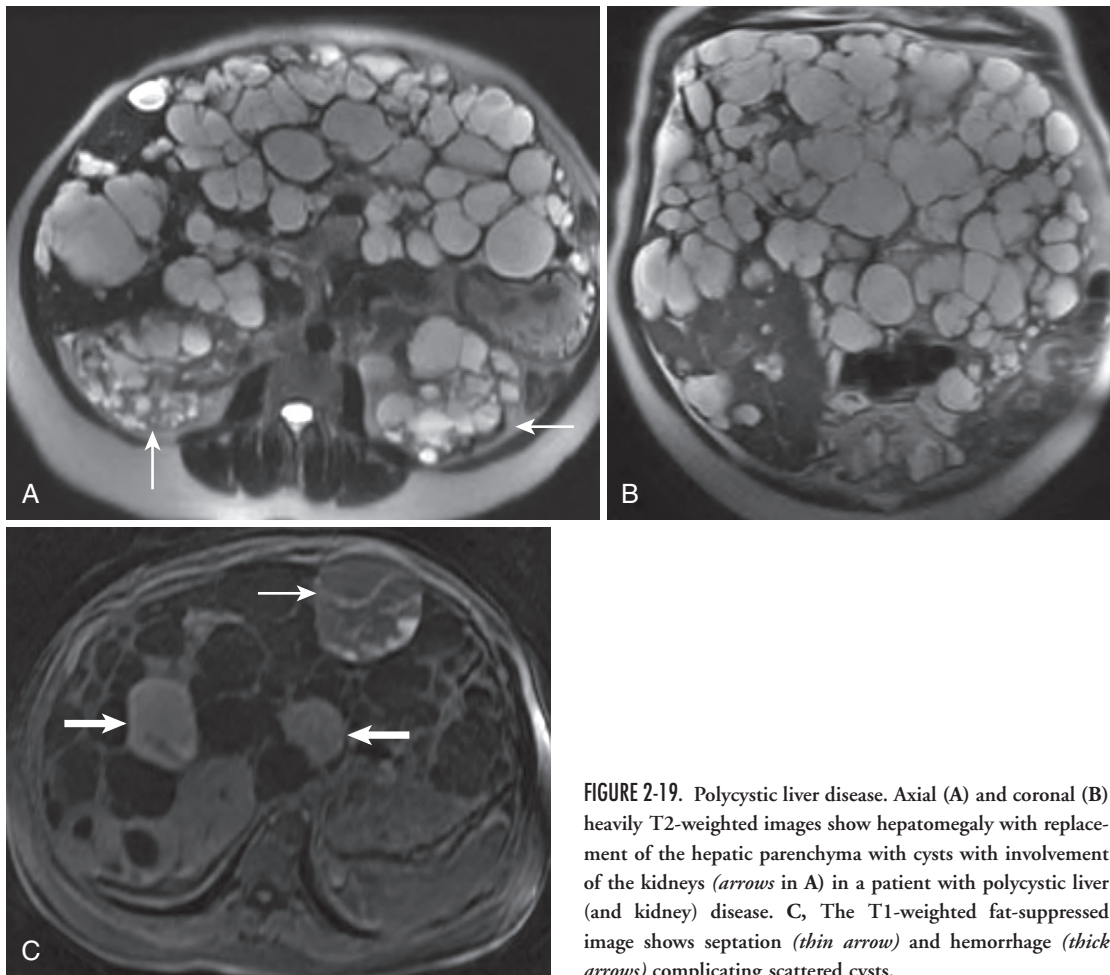 A
B
C
FIGURE 2-19. Polycystic liver disease. Axial (A) and coronal (B)
heavily T2-weighted images show hepatomegaly with replace-
ment of the hepatic parenchyma with cysts with involvement
of the kidneys (arrows in A) in a patient with polycystic liver
(and kidney) disease. C, The T1-weighted fat-suppressed
image shows septation (thin arrow) and hemorrhage (thick
arrows) complicating scattered cysts.